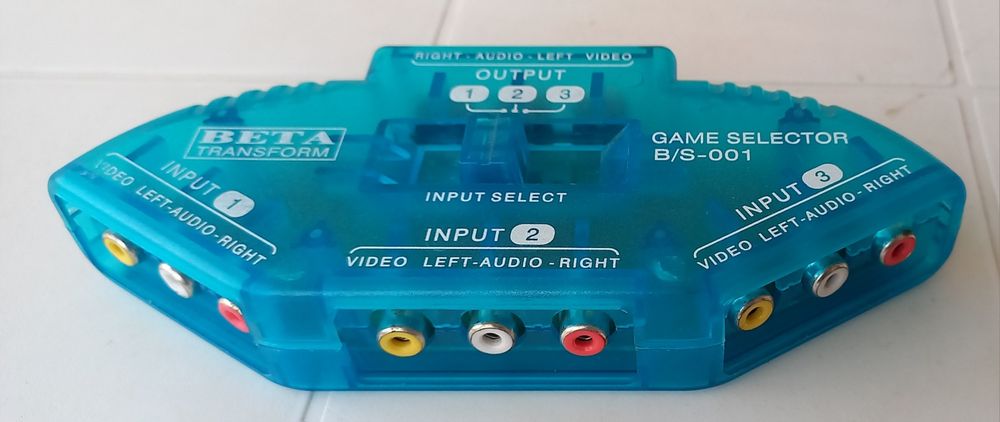 RIGHT - AUDIO - LEFT VIDEO
OUTPUT
1 2 3
BETA
TRANSFORM
GAME SELECTOR
B/S-001
INPUT SELECT
INPUT 1
VIDEO LEFT-AUDIO-RIGHT
INPUT 2
VIDEO LEFT-AUDIO-RIGHT
INPUT 3
VIDEO LEFT-AUDIO-RIGHT